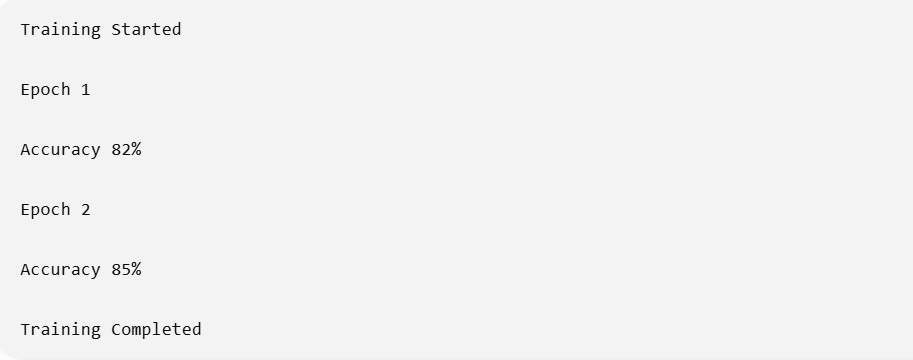 Training Started
Epoch 1
Accuracy 82%
Epoch 2
Accuracy 85%
Training Completed